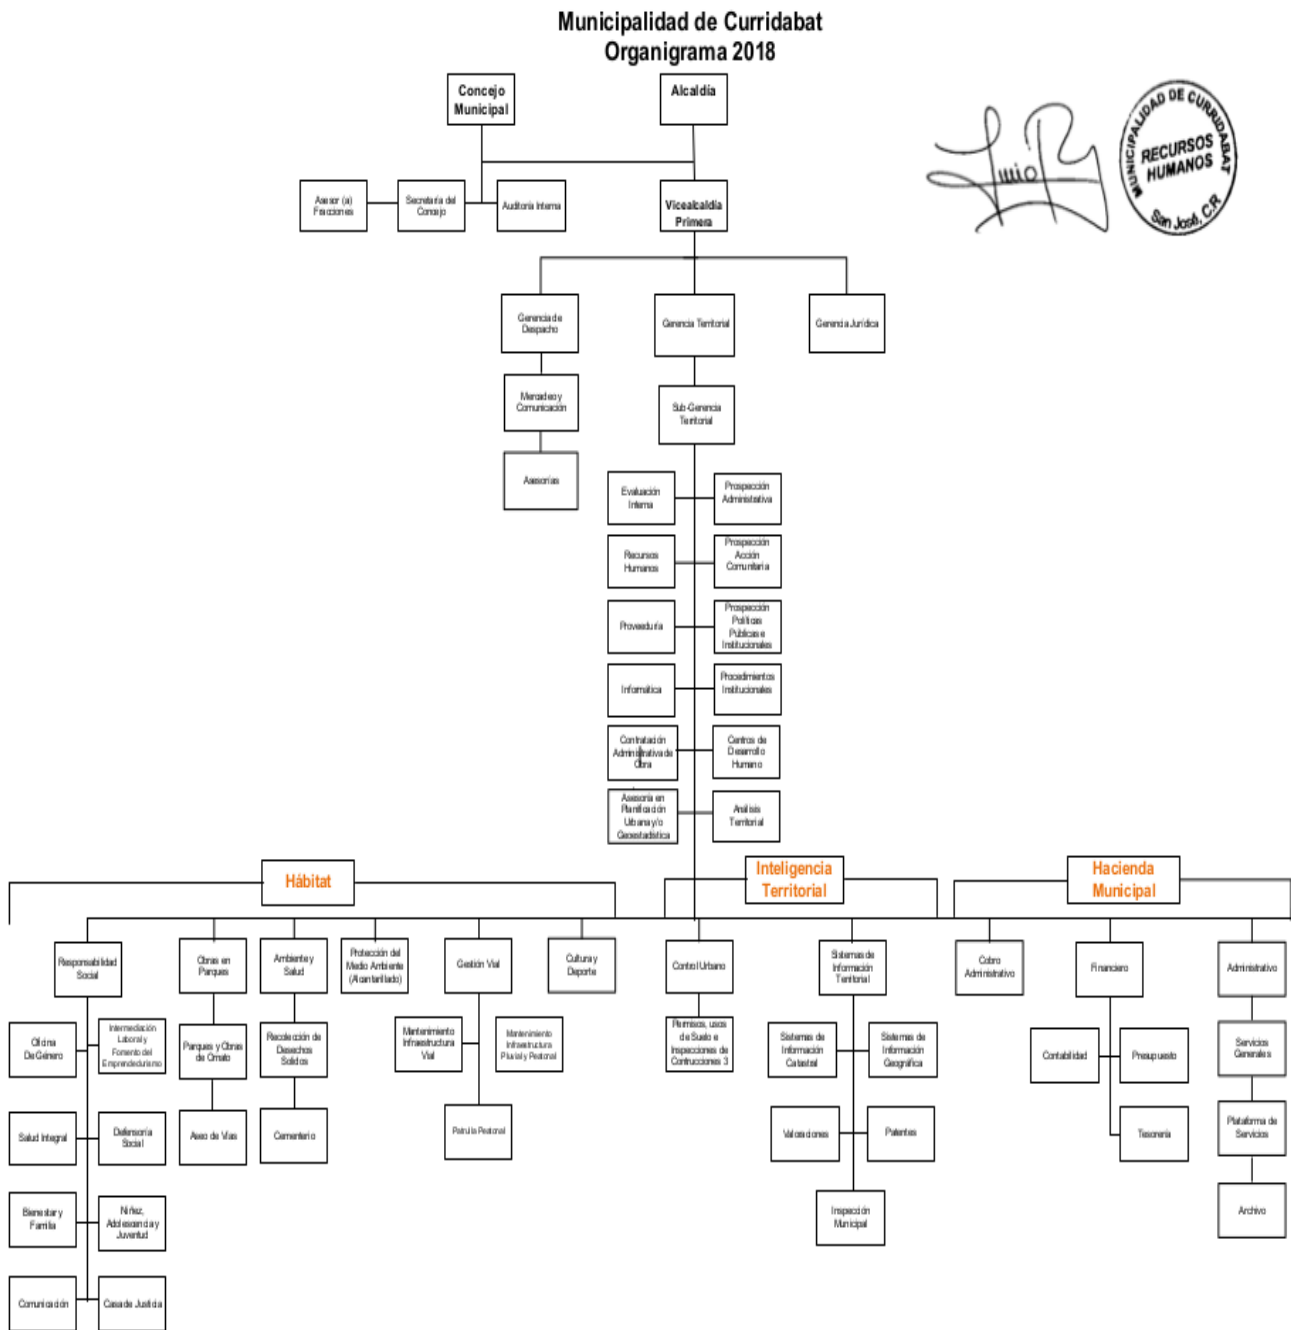 Municipalidad de Curridabat
Organigrama 2018
Concejo
Municipal
Alcaldía
MUNICIPALIDAD DE CURRIDABAT
RECURSOS
HUMANOS
San José, C.R
Asesor (a)
Fracciones
Secretaría del
Concejo
Auditoría Interna
Vicealcaldía
Primera
Gerencia de
Despacho
Gerencia Territorial
Gerencia Jurídica
Mercadeo y
Comunicación
Sub-Gerencia
Territorial
Asesorías
Evaluación
Interna
Prospección
Administrativa
Recursos
Humanos
Prospección
Acción
Comunitaria
Proveeduría
Prospección
Políticas
Públicas e
Institucionales
Informática
Procedimientos
Institucionales
Contratación
Administrativa de
Obra
Centros de
Desarrollo
Humano
Asesoría en
Planificación
Urbana y/o
Geoestadística
Análisis
Territorial
Hábitat
Inteligencia
Territorial
Hacienda
Municipal
Responsabilidad
Social
Obras en
Parques
Ambiente y
Salud
Protección del
Medio Ambiente
(Alcantarillado)
Gestión Vial
Cultura y
Deporte
Control Urbano
Sistemas de
Información
Territorial
Cobro
Administrativo
Financiero
Administrativo
Oficina
De Género
Intermediación
Laboral y
Fomento del
Emprendedurismo
Parques y Obras
de Ornato
Recolección de
Desechos
Solidos
Mantenimiento
Infraestructura
Vial
Mantenimiento
Infraestructura
Pluvial y Peatonal
Permisos, usos
de Suelo e
Inspecciones de
Contrucciones 3
Sistemas de
Información
Catastral
Sistemas de
Información
Geográfica
Contabilidad
Presupuesto
Servicios
Generales
Salud Integral
Defensoría
Social
Aseo de Vías
Cementerio
Patrulla Peatonal
Valoraciones
Patentes
Tesorería
Plataforma de
Servicios
Bienestar y
Familia
Niñez,
Adolescencia y
Juventud
Inspección
Municipal
Archivo
Comunicación
Casa de Justicia